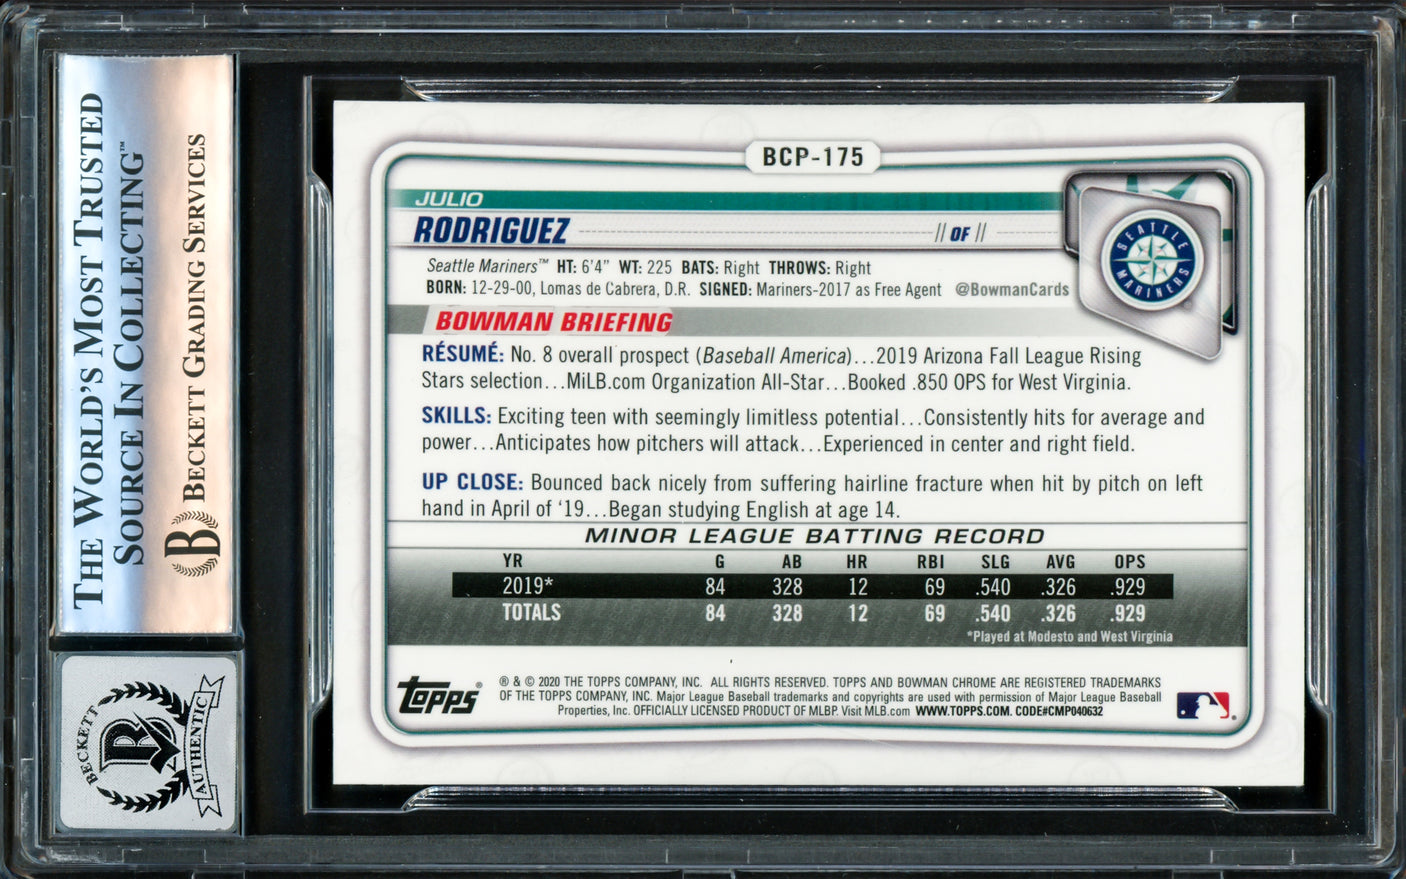 THE WORLD'S MOST TRUSTED
SOURCE IN COLLECTING™
B BECKETT GRADING SERVICES
BECKETT
B
AUTHENTIC
BCP-175
JULIO
RODRIGUEZ
// OF //
SEATTLE
MARINERS
Seattle Mariners™ HT: 6'4" WT: 225 BATS: Right THROWS: Right
BORN: 12-29-00, Lomas de Cabrera, D.R. SIGNED: Mariners-2017 as Free Agent @BowmanCards
BOWMAN BRIEFING
RÉSUMÉ: No. 8 overall prospect (Baseball America)...2019 Arizona Fall League Rising
Stars selection...MiLB.com Organization All-Star...Booked .850 OPS for West Virginia.
SKILLS: Exciting teen with seemingly limitless potential...Consistently hits for average and
power...Anticipates how pitchers will attack...Experienced in center and right field.
UP CLOSE: Bounced back nicely from suffering hairline fracture when hit by pitch on left
hand in April of '19...Began studying English at age 14.
MINOR LEAGUE BATTING RECORD
YR G AB HR RBI SLG AVG OPS
2019* 84 328 12 69 .540 .326 .929
TOTALS 84 328 12 69 .540 .326 .929
*Played at Modesto and West Virginia
topps®
® & © 2020 THE TOPPS COMPANY, INC. ALL RIGHTS RESERVED. TOPPS AND BOWMAN CHROME ARE REGISTERED TRADEMARKS
OF THE TOPPS COMPANY, INC. Major League Baseball trademarks and copyrights are used with permission of Major League Baseball
Properties, Inc. OFFICIALLY LICENSED PRODUCT OF MLBP. Visit MLB.com WWW.TOPPS.COM. CODE#CMP040632